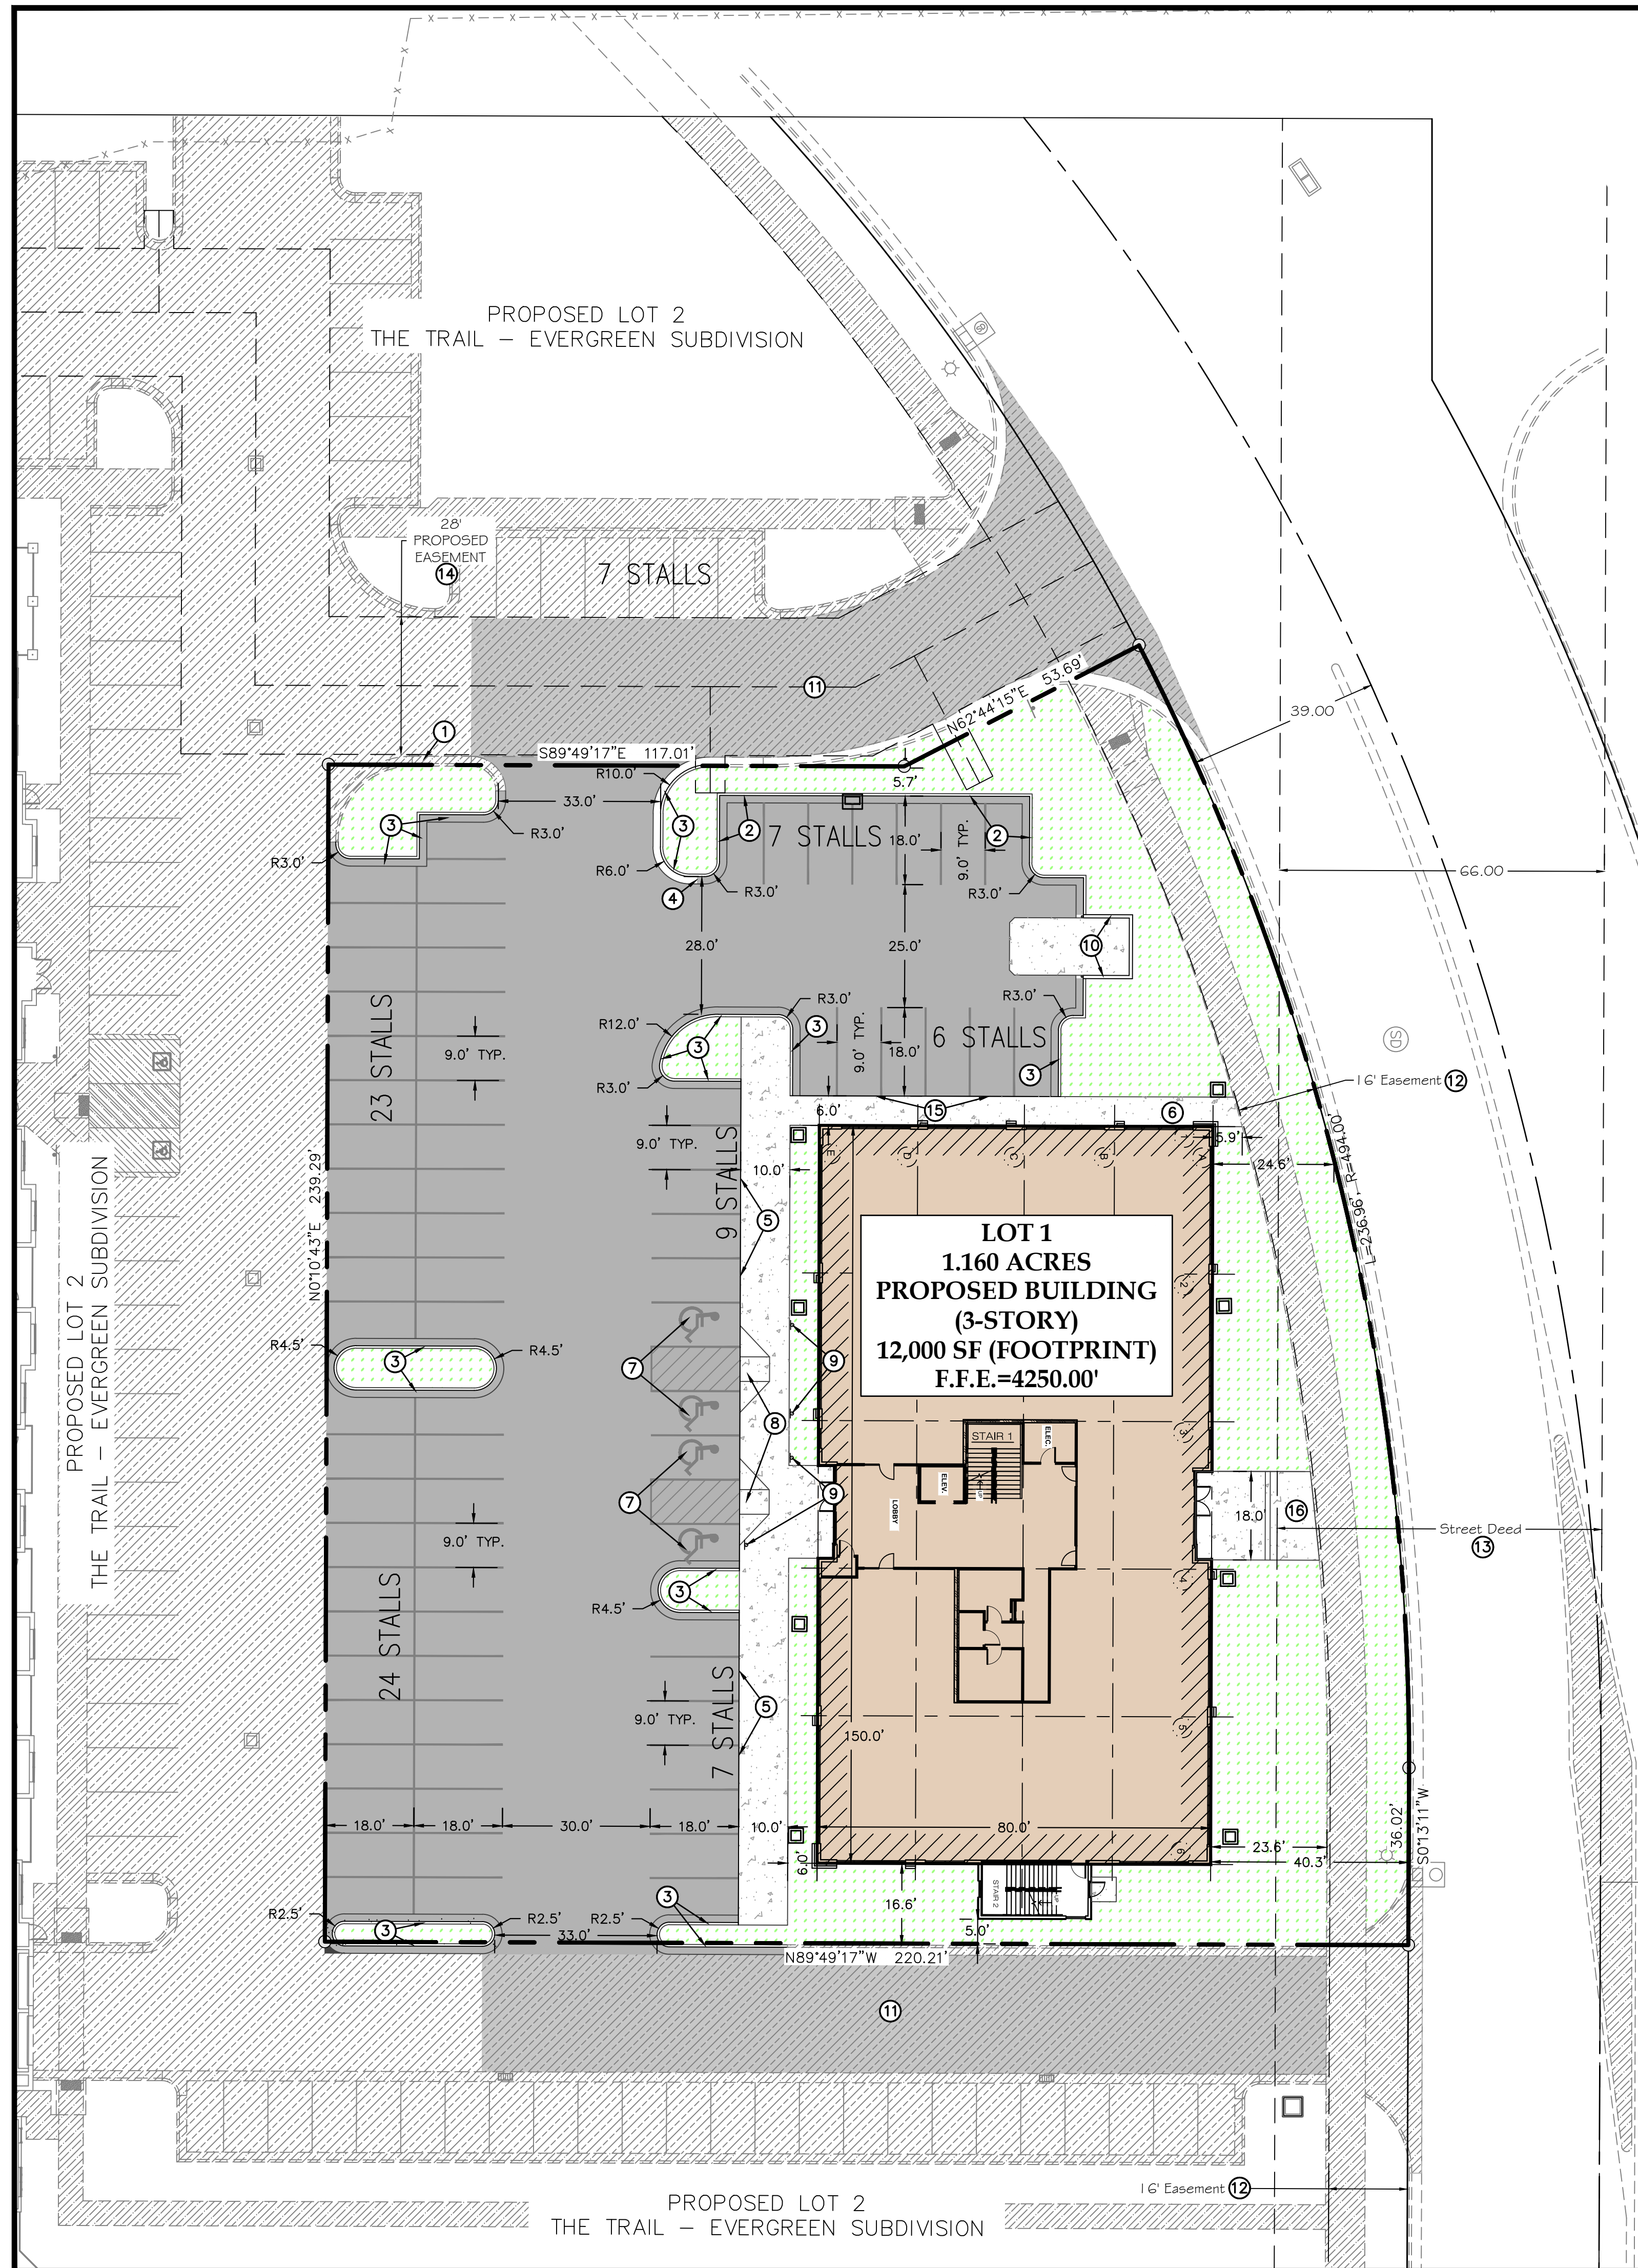 PROPOSED LOT 2
THE TRAIL – EVERGREEN SUBDIVISION
28'
PROPOSED
EASEMENT
14
7 STALLS
11
N62°44'15"E 53.69'
39.00
1
S89°49'17"E 117.01'
R10.0'
5.7'
33.0'
3
R3.0'
R3.0'
3
2
7 STALLS
18.0'
9.0' TYP.
2
R6.0'
4
R3.0'
R3.0'
66.00
28.0'
25.0'
10
23 STALLS
9.0' TYP.
R12.0'
3
R3.0'
R3.0'
3
9.0' TYP.
18.0'
6 STALLS
R3.0'
3
SD
16' Easement 12
15
6.0'
6
5.9'
24.6'
L=236.96', R=494.00'
9.0' TYP.
9 STALLS
10.0'
5
N0°10'43"E 239.29'
E
D
C
B
A
LOT 1
1.160 ACRES
PROPOSED BUILDING
(3-STORY)
12,000 SF (FOOTPRINT)
F.F.E.=4250.00'
2
3
4
5
6
R4.5'
3
R4.5'
7
9
8
7
9
STAIR 1
ELEC.
ELEV.
UP
LOBBY
18.0'
16
Street Deed
13
PROPOSED LOT 2
THE TRAIL – EVERGREEN SUBDIVISION
9.0' TYP.
24 STALLS
3
R4.5'
7 STALLS
5
9.0' TYP.
150.0'
18.0'
18.0'
30.0'
18.0'
10.0'
80.0'
6.0'
23.6'
40.3'
36.02'
S0°13'11"W
16.6'
STAIR 2
UP
5.0'
R2.5'
3
R2.5'
33.0'
R2.5'
3
N89°49'17"W 220.21'
11
16' Easement 12
PROPOSED LOT 2
THE TRAIL – EVERGREEN SUBDIVISION